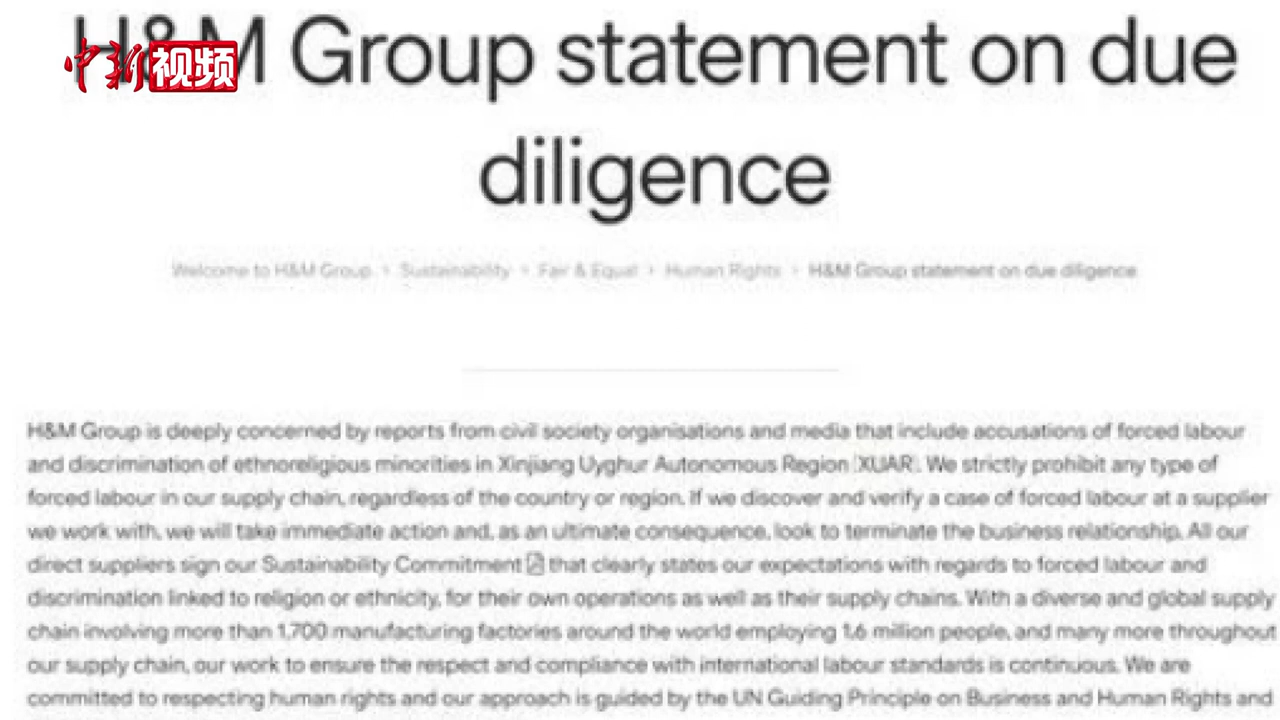 H&M Group statement on due
中新视频
diligence
Welcome to H&M Group › Sustainability › Fair & Equal › Human Rights › H&M Group statement on due diligence
H&M Group is deeply concerned by reports from civil society organisations and media that include accusations of forced labour
and discrimination of ethnoreligious minorities in Xinjiang Uyghur Autonomous Region (XUAR). We strictly prohibit any type of
forced labour in our supply chain, regardless of the country or region. If we discover and verify a case of forced labour at a supplier
we work with, we will take immediate action and, as an ultimate consequence, look to terminate the business relationship. All our
direct suppliers sign our Sustainability Commitment that clearly states our expectations with regards to forced labour and
discrimination linked to religion or ethnicity, for their own operations as well as their supply chains. With a diverse and global supply
chain involving more than 1,700 manufacturing factories around the world employing 1.6 million people, and many more throughout
our supply chain, our work to ensure the respect and compliance with international labour standards is continuous. We are
committed to respecting human rights and our approach is guided by the UN Guiding Principle on Business and Human Rights and